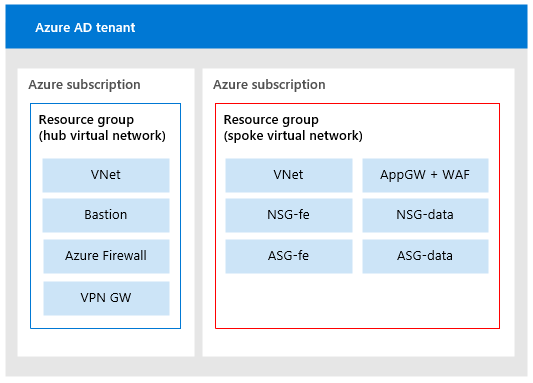 Azure AD tenant
Azure subscription
Resource group
(hub virtual network)
VNet
Bastion
Azure Firewall
VPN GW
Azure subscription
Resource group
(spoke virtual network)
VNet
AppGW + WAF
NSG-fe
NSG-data
ASG-fe
ASG-data